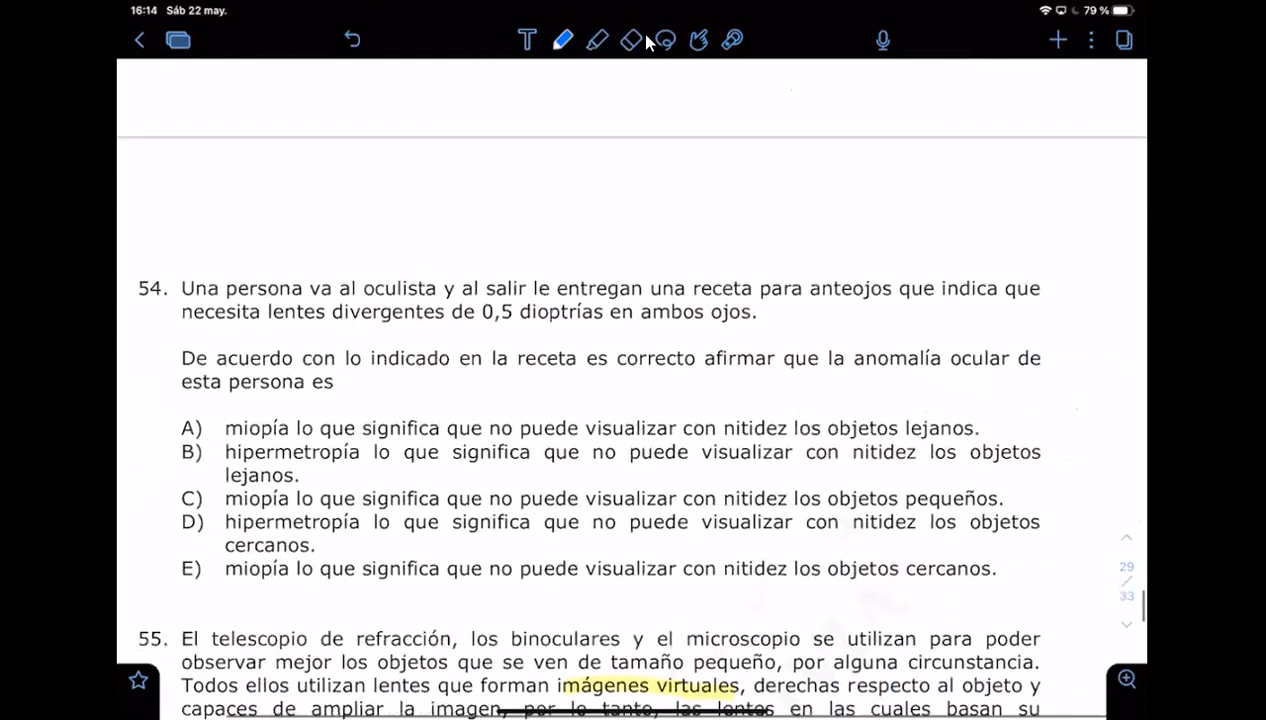 16:14 Sáb 22 may.
79 %
54. Una persona va al oculista y al salir le entregan una receta para anteojos que indica que
necesita lentes divergentes de 0,5 dioptrías en ambos ojos.
De acuerdo con lo indicado en la receta es correcto afirmar que la anomalía ocular de
esta persona es
A) miopía lo que significa que no puede visualizar con nitidez los objetos lejanos.
B) hipermetropía lo que significa que no puede visualizar con nitidez los objetos
lejanos.
C) miopía lo que significa que no puede visualizar con nitidez los objetos pequeños.
D) hipermetropía lo que significa que no puede visualizar con nitidez los objetos
cercanos.
E) miopía lo que significa que no puede visualizar con nitidez los objetos cercanos.
29
/
33
55. El telescopio de refracción, los binoculares y el microscopio se utilizan para poder
observar mejor los objetos que se ven de tamaño pequeño, por alguna circunstancia.
Todos ellos utilizan lentes que forman imágenes virtuales, derechas respecto al objeto y
capaces de ampliar la imagen, por lo tanto, las lentes en las cuales basan su